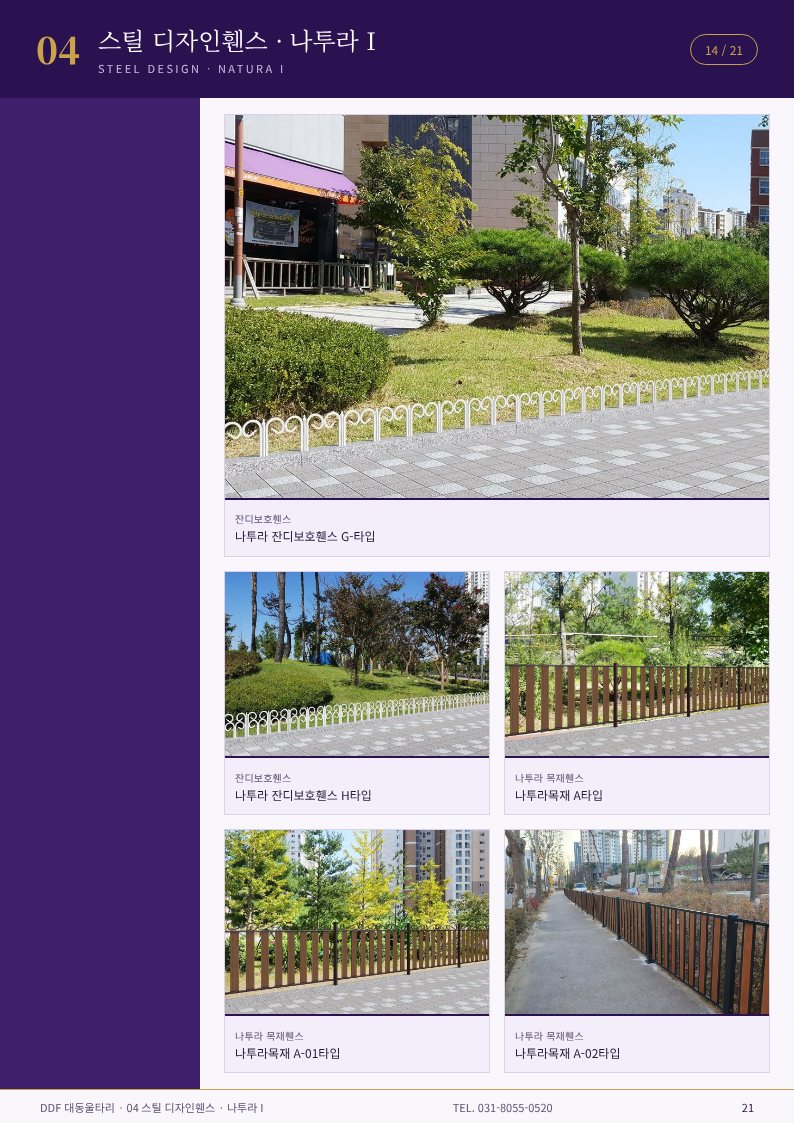 04
스틸 디자인휀스 · 나투라 I
STEEL DESIGN · NATURA I
14 / 21
잔디보호휀스
나투라 잔디보호휀스 G-타입
잔디보호휀스
나투라 잔디보호휀스 H타입
나투라 목재휀스
나투라목재 A타입
나투라 목재휀스
나투라목재 A-01타입
나투라 목재휀스
나투라목재 A-02타입
DDF 대동울타리 · 04 스틸 디자인휀스 · 나투라 I
TEL. 031-8055-0520
21